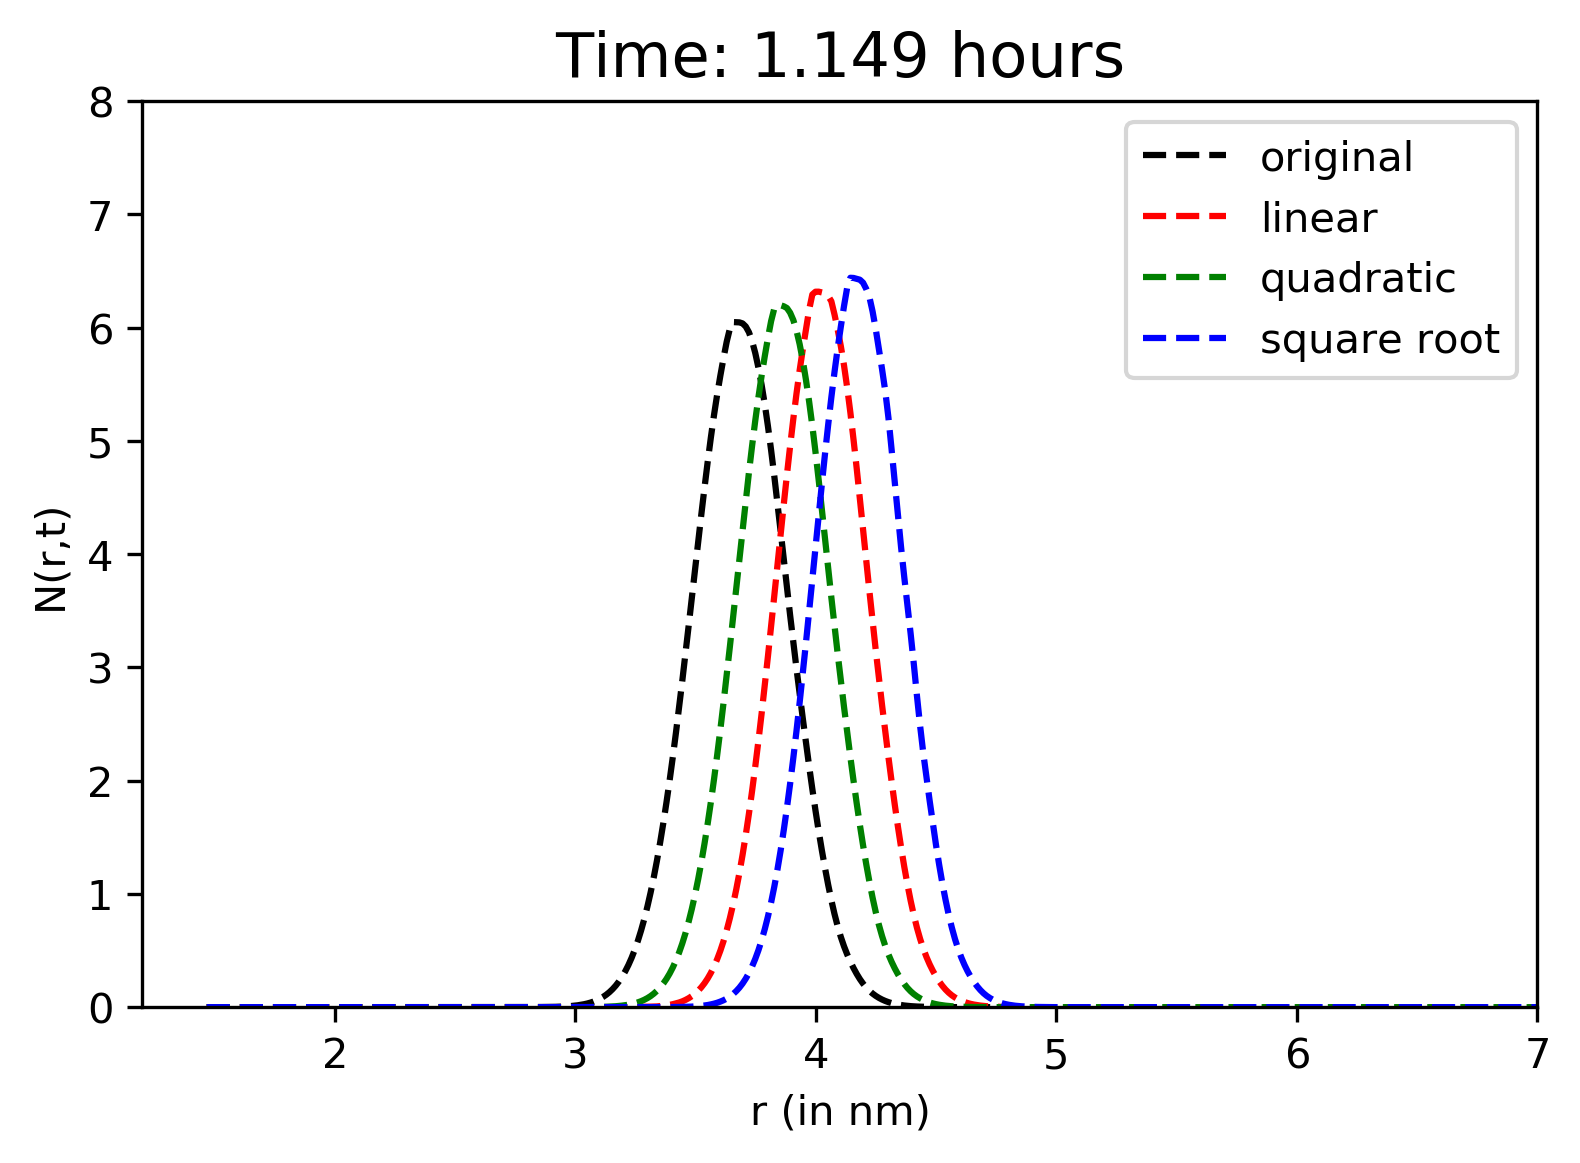 Time: 1.149 hours
8
7
6
5
4
3
2
1
0
N(r,t)
original
linear
quadratic
square root
2 3 4 5 6 7
r (in nm)